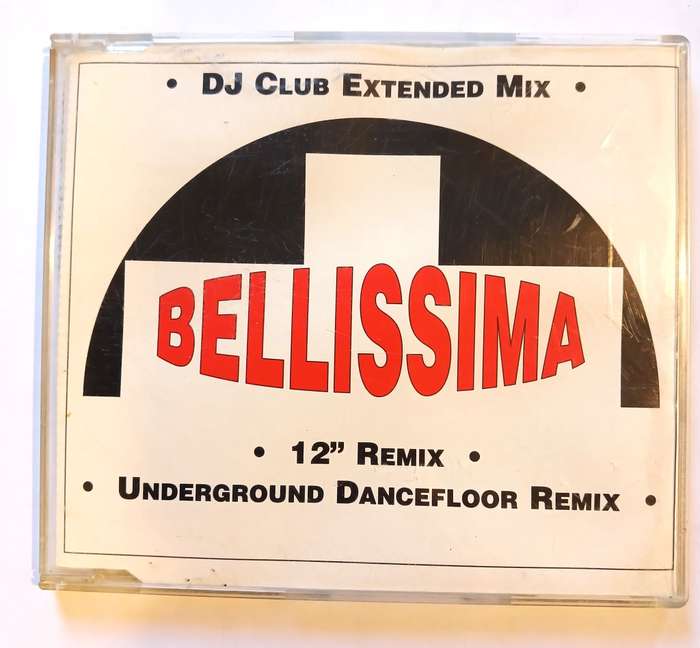 • DJ Club Extended Mix •
BELLISSIMA
• 12” Remix •
• Underground Dancefloor Remix •